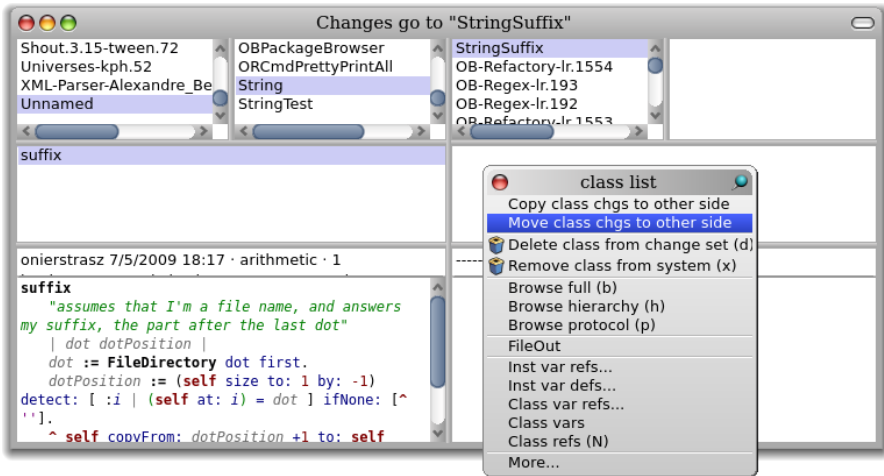 Changes go to "StringSuffix"
Shout.3.15-tween.72
Universes-kph.52
XML-Parser-Alexandre_Be
Unnamed
OBPackageBrowser
ORCmdPrettyPrintAll
String
StringTest
StringSuffix
OB-Refactory-lr.1554
OB-Regex-lr.193
OB-Regex-lr.192
OB-Refactory-lr.1553
suffix
onierstrasz 7/5/2009 18:17 · arithmetic · 1
----
suffix
"assumes that I'm a file name, and answers
my suffix, the part after the last dot"
| dot dotPosition |
dot := FileDirectory dot first.
dotPosition := (self size to: 1 by: -1)
detect: [ :i | (self at: i) = dot ] ifNone: [^
''].
^ self copyFrom: dotPosition +1 to: self
class list
Copy class chgs to other side
Move class chgs to other side
Delete class from change set (d)
Remove class from system (x)
Browse full (b)
Browse hierarchy (h)
Browse protocol (p)
FileOut
Inst var refs...
Inst var defs...
Class var refs...
Class vars
Class refs (N)
More...